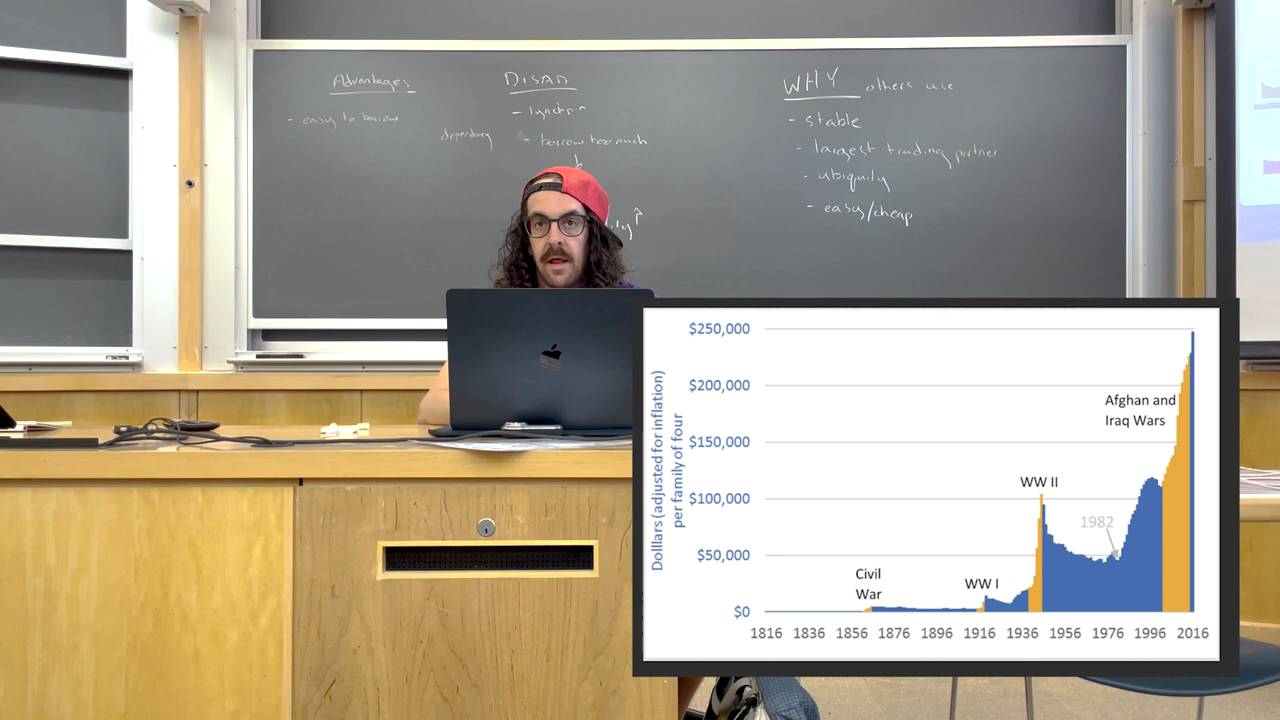 Advantages
- easy to borrow
DISAD
- lynchpin
dependency
- borrow too much
WHY others use
- stable
- largest trading partner
- ubiquity
- easy/cheap
Dolllars (adjusted for inflation)
per family of four
$250,000
$200,000
$150,000
$100,000
$50,000
$0
Afghan and
Iraq Wars
WW II
1982
Civil
War
WW I
1816 1836 1856 1876 1896 1916 1936 1956 1976 1996 2016